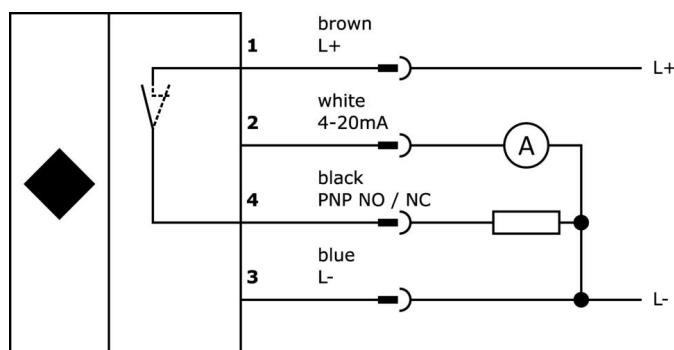 brown
1 L+
L+
white
2 4-20mA
A
black
4 PNP NO / NC
blue
3 L-
L-